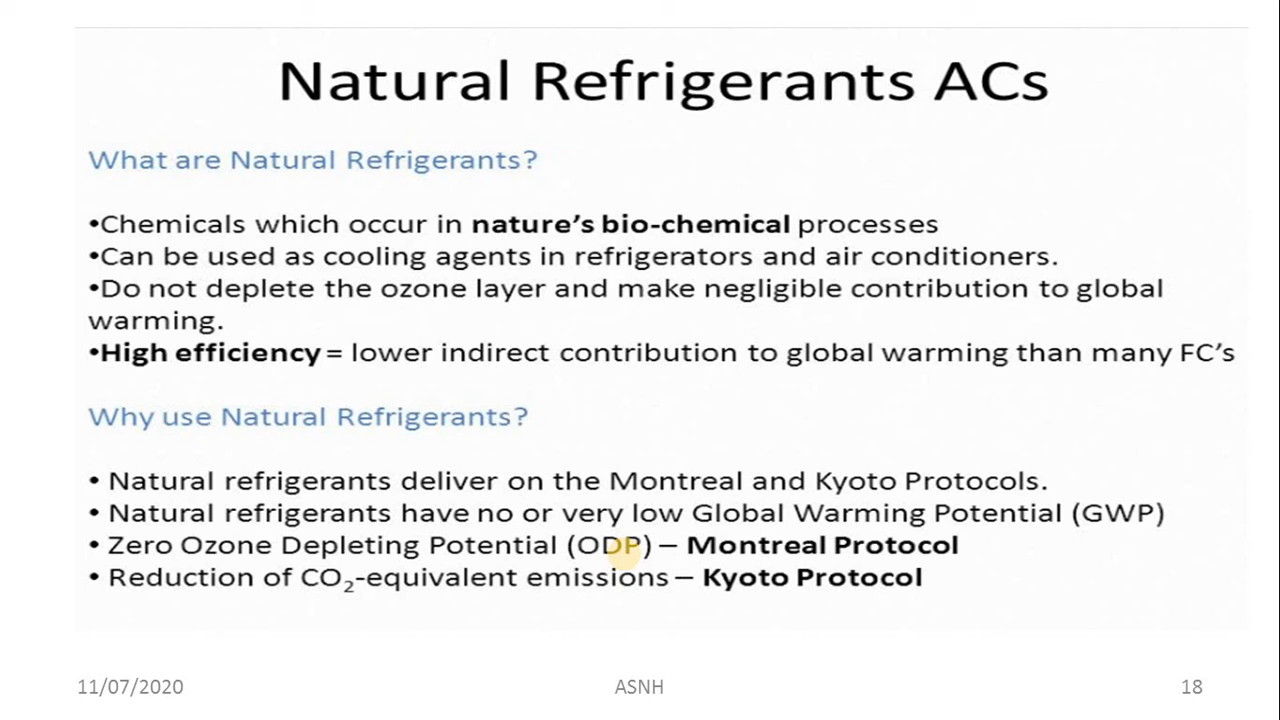 Natural Refrigerants ACs
What are Natural Refrigerants?
•Chemicals which occur in nature’s bio-chemical processes
•Can be used as cooling agents in refrigerators and air conditioners.
•Do not deplete the ozone layer and make negligible contribution to global
warming.
•High efficiency = lower indirect contribution to global warming than many FC’s
Why use Natural Refrigerants?
• Natural refrigerants deliver on the Montreal and Kyoto Protocols.
• Natural refrigerants have no or very low Global Warming Potential (GWP)
• Zero Ozone Depleting Potential (ODP) – Montreal Protocol
• Reduction of CO₂-equivalent emissions – Kyoto Protocol
11/07/2020 ASNH 18